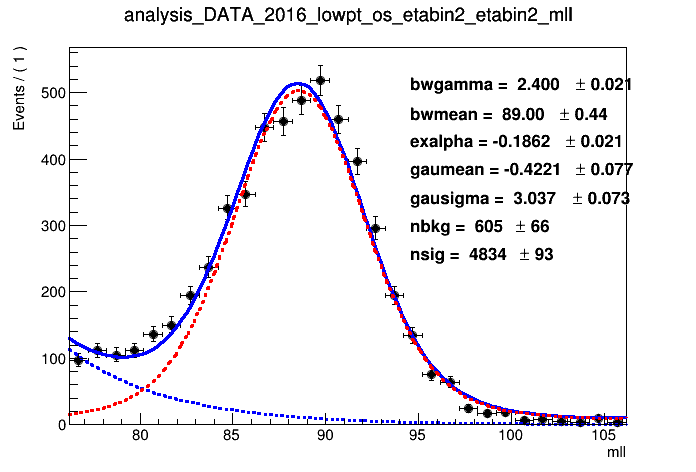 analysis_DATA_2016_lowpt_os_etabin2_etabin2_mll
Events / ( 1 )
500
400
300
200
100
0
bwgamma = 2.400 ± 0.021
bwmean = 89.00 ± 0.44
exalpha = -0.1862 ± 0.021
gaumean = -0.4221 ± 0.077
gausigma = 3.037 ± 0.073
nbkg = 605 ± 66
nsig = 4834 ± 93
80 85 90 95 100 105
mll